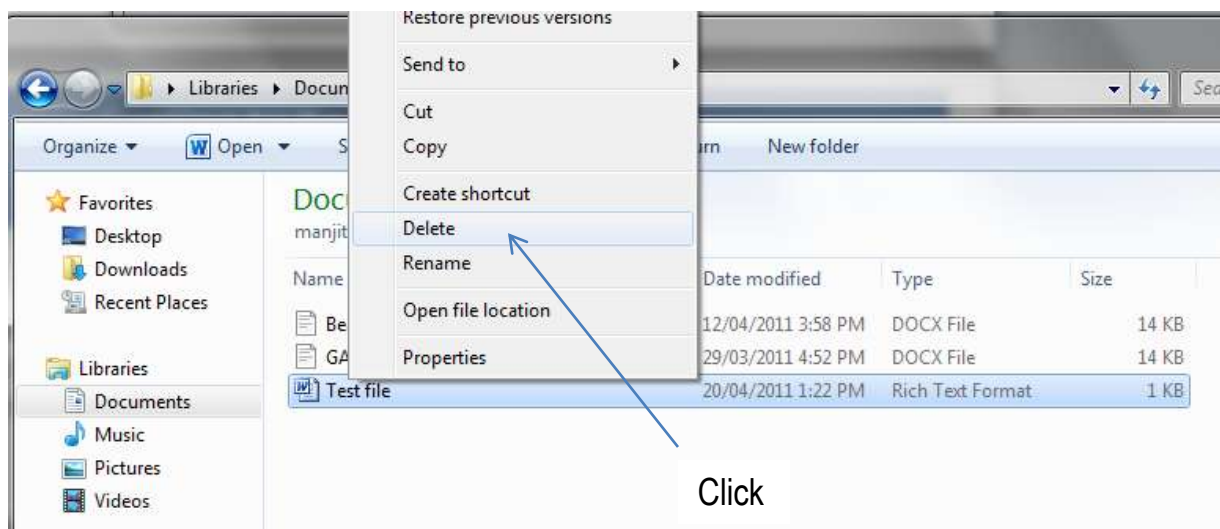 Restore previous versions
Send to
Libraries Docun
Sea
Cut
Organize Open S
Copy
urn New folder
Create shortcut
Favorites
Doc
Desktop
manjit
Delete
Downloads
Rename
Recent Places
Name Date modified Type Size
Open file location
Be 12/04/2011 3:58 PM DOCX File 14 KB
Libraries
GA 29/03/2011 4:52 PM DOCX File 14 KB
Properties
Documents
Test file 20/04/2011 1:22 PM Rich Text Format 1 KB
Music
Pictures
Videos
Click